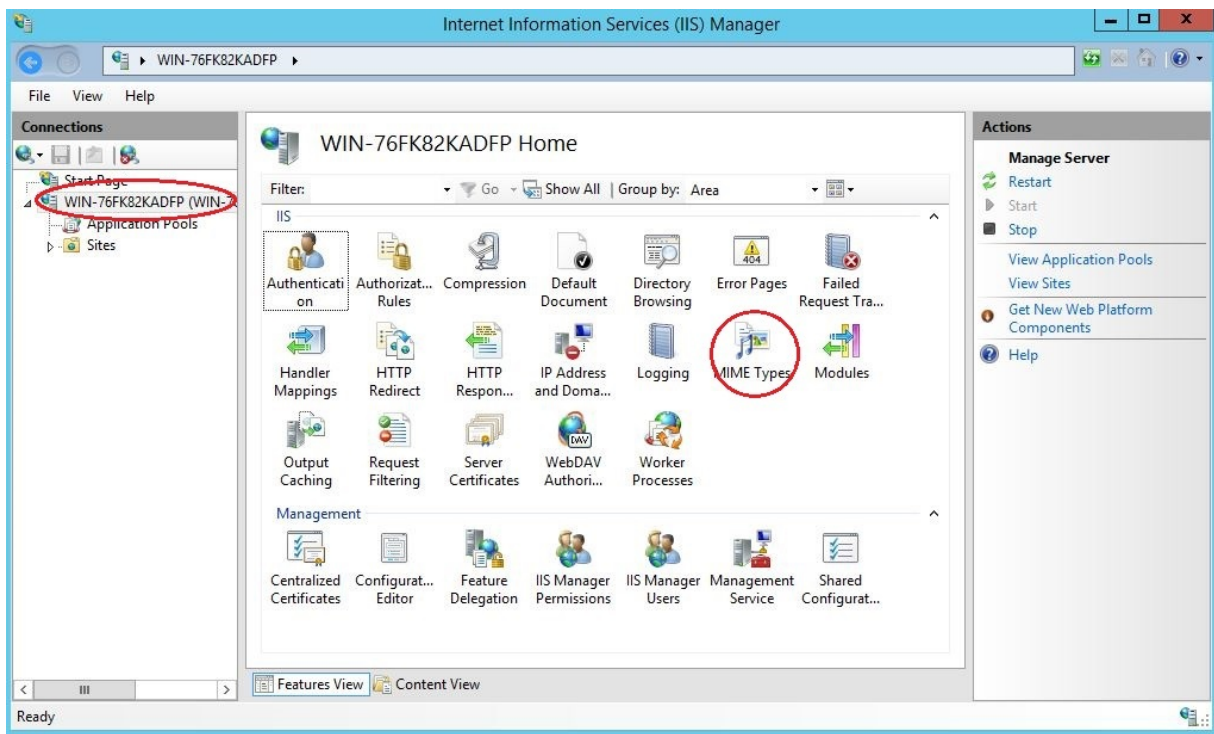 Internet Information Services (IIS) Manager
WIN-76FK82KADFP
File View Help
Connections
Start Page
WIN-76FK82KADFP (WIN-7
Application Pools
Sites
WIN-76FK82KADFP Home
Filter: Go Show All Group by: Area
IIS
Authenticati
on
Authorizat...
Rules
Compression
Default
Document
Directory
Browsing
Error Pages
404
Failed
Request Tra...
Handler
Mappings
HTTP
Redirect
HTTP
Respon...
IP Address
and Doma...
Logging
MIME Types
Modules
Output
Caching
Request
Filtering
Server
Certificates
DAV
WebDAV
Authori...
Worker
Processes
Management
Centralized
Certificates
Configurat...
Editor
Feature
Delegation
IIS Manager
Permissions
IIS Manager
Users
Management
Service
Shared
Configurat...
Features View Content View
Actions
Manage Server
Restart
Start
Stop
View Application Pools
View Sites
Get New Web Platform
Components
Help
Ready